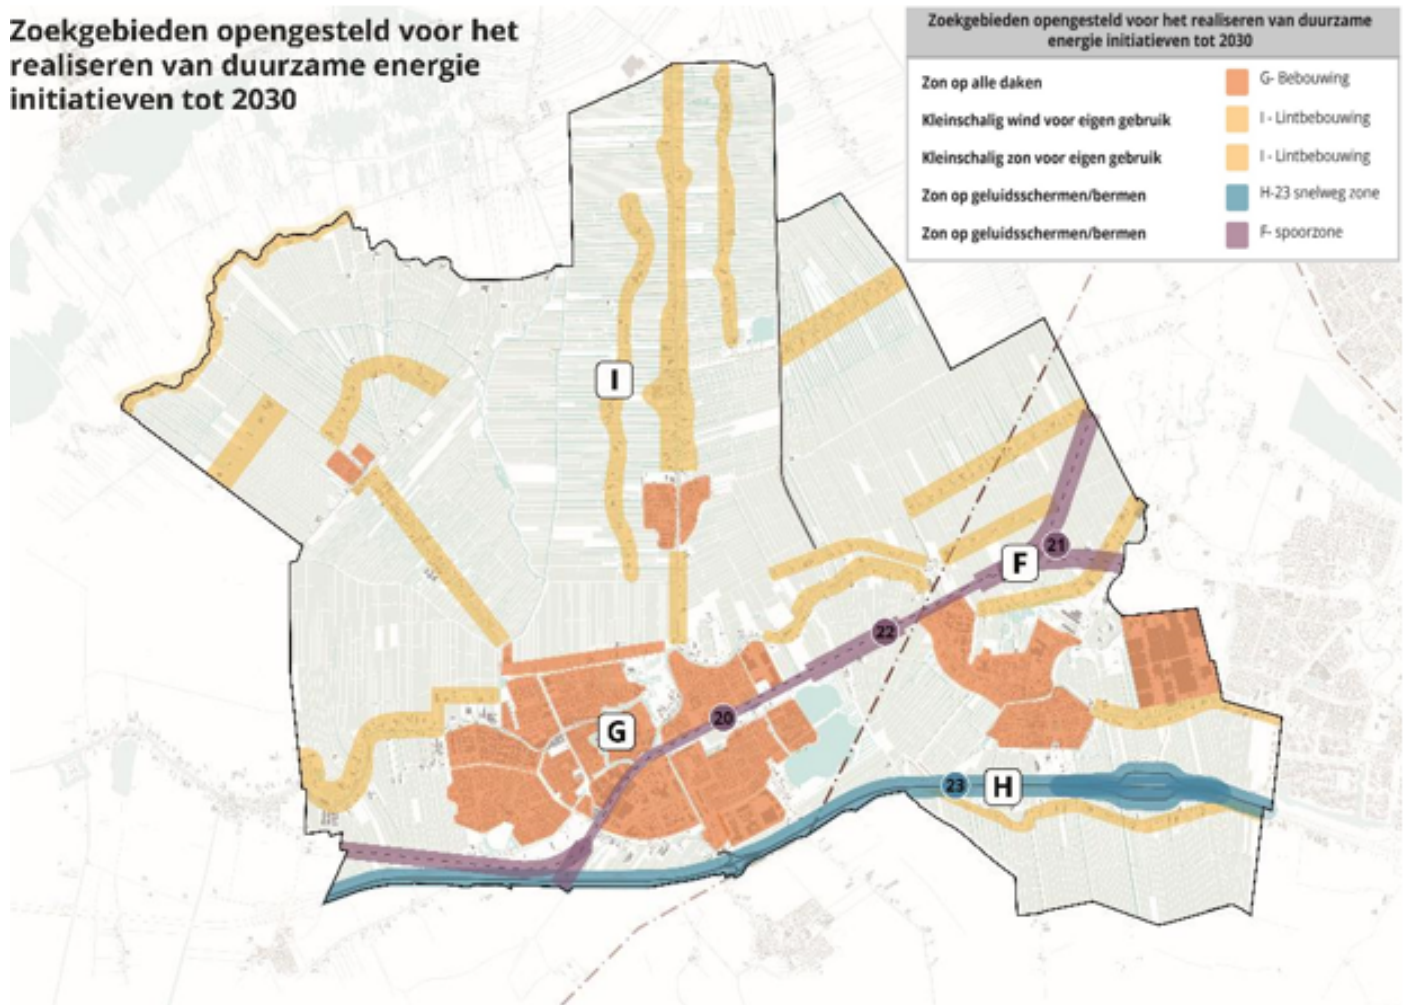 Zoekgebieden opengesteld voor het
realiseren van duurzame energie
initiatieven tot 2030
Zoekgebieden opengesteld voor het realiseren van duurzame
energie initiatieven tot 2030
Zon op alle daken
G- Bebouwing
Kleinschalig wind voor eigen gebruik
I - Lintbebouwing
Kleinschalig zon voor eigen gebruik
I - Lintbebouwing
Zon op geluidsschermen/bermen
H-23 snelweg zone
Zon op geluidsschermen/bermen
F- spoorzone
I
21
F
22
20
G
23
H